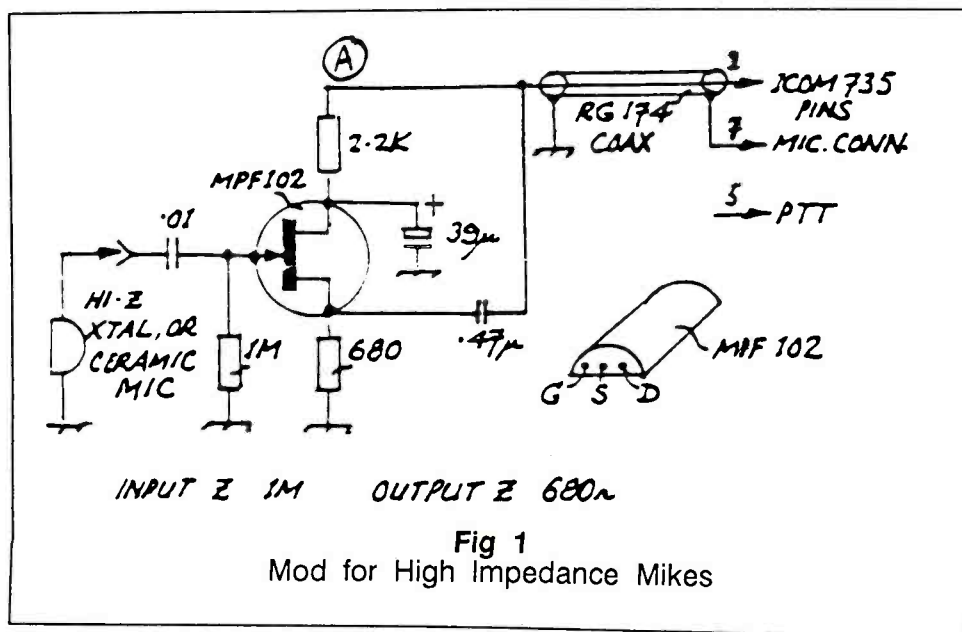 A
2.2K
MPF102
.01
+
39μ
HI-Z
XTAL, OR
CERAMIC
MIC
1M
680
.47μ
1
ICOM 735
PINS
RG 174
COAX
7
MIC. CONN.
5
PTT
MPF 102
G S D
INPUT Z 1M OUTPUT Z 680Ω
Fig 1
Mod for High Impedance Mikes